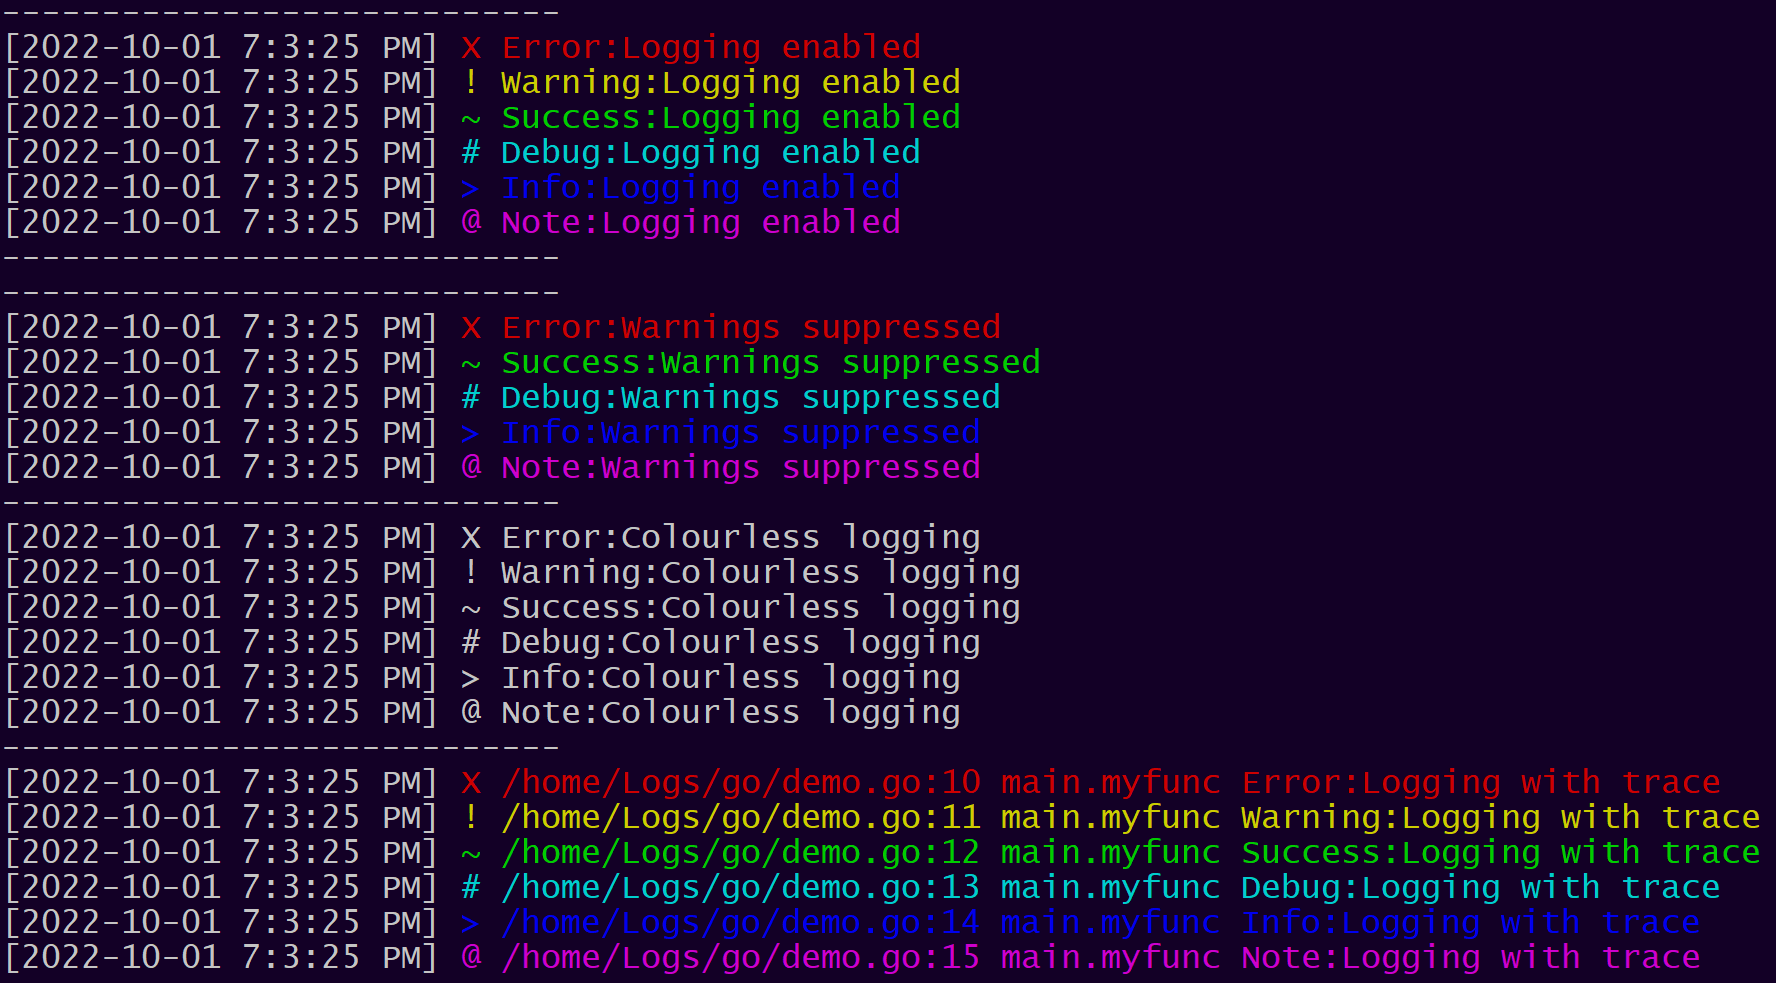 ----------------------------
[2022-10-01 7:3:25 PM] X Error:Logging enabled
[2022-10-01 7:3:25 PM] ! Warning:Logging enabled
[2022-10-01 7:3:25 PM] ~ Success:Logging enabled
[2022-10-01 7:3:25 PM] # Debug:Logging enabled
[2022-10-01 7:3:25 PM] > Info:Logging enabled
[2022-10-01 7:3:25 PM] @ Note:Logging enabled
----------------------------
----------------------------
[2022-10-01 7:3:25 PM] X Error:Warnings suppressed
[2022-10-01 7:3:25 PM] ~ Success:Warnings suppressed
[2022-10-01 7:3:25 PM] # Debug:Warnings suppressed
[2022-10-01 7:3:25 PM] > Info:Warnings suppressed
[2022-10-01 7:3:25 PM] @ Note:Warnings suppressed
----------------------------
[2022-10-01 7:3:25 PM] X Error:Colourless logging
[2022-10-01 7:3:25 PM] ! Warning:Colourless logging
[2022-10-01 7:3:25 PM] ~ Success:Colourless logging
[2022-10-01 7:3:25 PM] # Debug:Colourless logging
[2022-10-01 7:3:25 PM] > Info:Colourless logging
[2022-10-01 7:3:25 PM] @ Note:Colourless logging
----------------------------
[2022-10-01 7:3:25 PM] X /home/Logs/go/demo.go:10 main.myfunc Error:Logging with trace
[2022-10-01 7:3:25 PM] ! /home/Logs/go/demo.go:11 main.myfunc Warning:Logging with trace
[2022-10-01 7:3:25 PM] ~ /home/Logs/go/demo.go:12 main.myfunc Success:Logging with trace
[2022-10-01 7:3:25 PM] # /home/Logs/go/demo.go:13 main.myfunc Debug:Logging with trace
[2022-10-01 7:3:25 PM] > /home/Logs/go/demo.go:14 main.myfunc Info:Logging with trace
[2022-10-01 7:3:25 PM] @ /home/Logs/go/demo.go:15 main.myfunc Note:Logging with trace